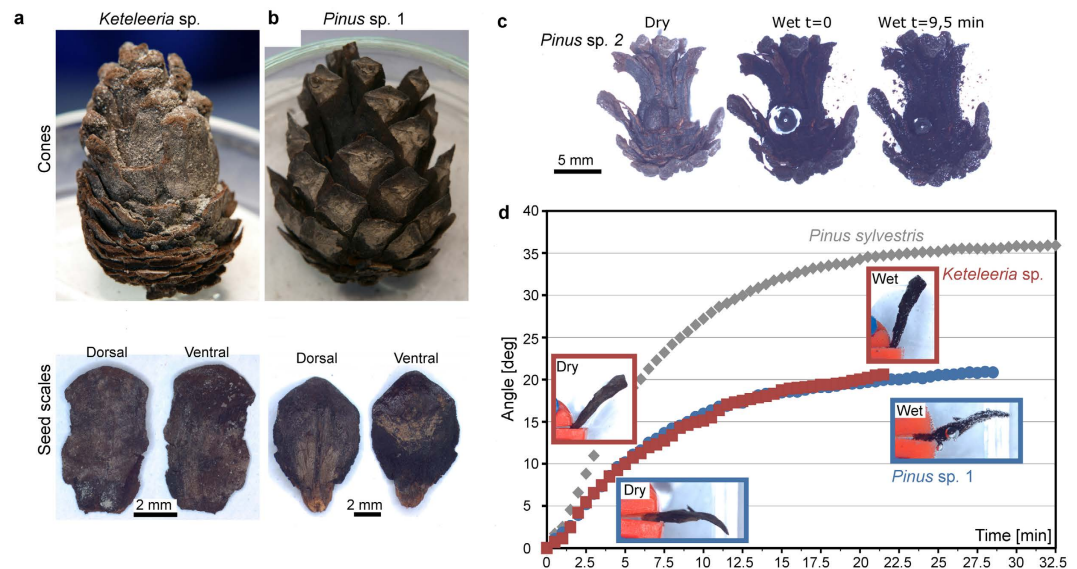 a
Keteleeria sp.
b
Pinus sp. 1
Cones
Dorsal
Ventral
Dorsal
Ventral
Seed scales
2 mm
2 mm
c
Dry
Wet t=0
Wet t=9,5 min
Pinus sp. 2
5 mm
d
40
35
30
25
20
15
10
5
0
Angle [deg]
Pinus sylvestris
Wet
Keteleeria sp.
Dry
Wet
Pinus sp. 1
Dry
Time [min]
0 2.5 5 7.5 10 12.5 15 17.5 20 22.5 25 27.5 30 32.5